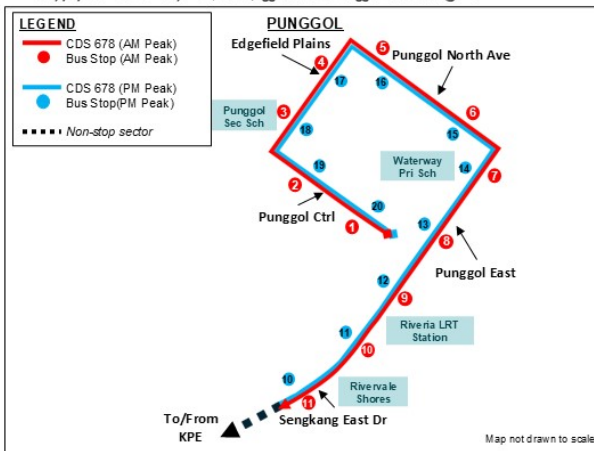 LEGEND
CDS 678 (AM Peak)
Bus Stop (AM Peak)
CDS 678 (PM Peak)
Bus Stop(PM Peak)
Non-stop sector
PUNGGOL
Edgefield Plains
5
Punggol North Ave
4
17
16
3
Punggol
Sec Sch
6
18
15
19
Waterway
Pri Sch
14
7
2
Punggol Ctrl
20
1
13
8
Punggol East
12
9
11
Riveria LRT
Station
10
10
Rivervale
Shores
11
To/From
KPE
Sengkang East Dr
Map not drawn to scale